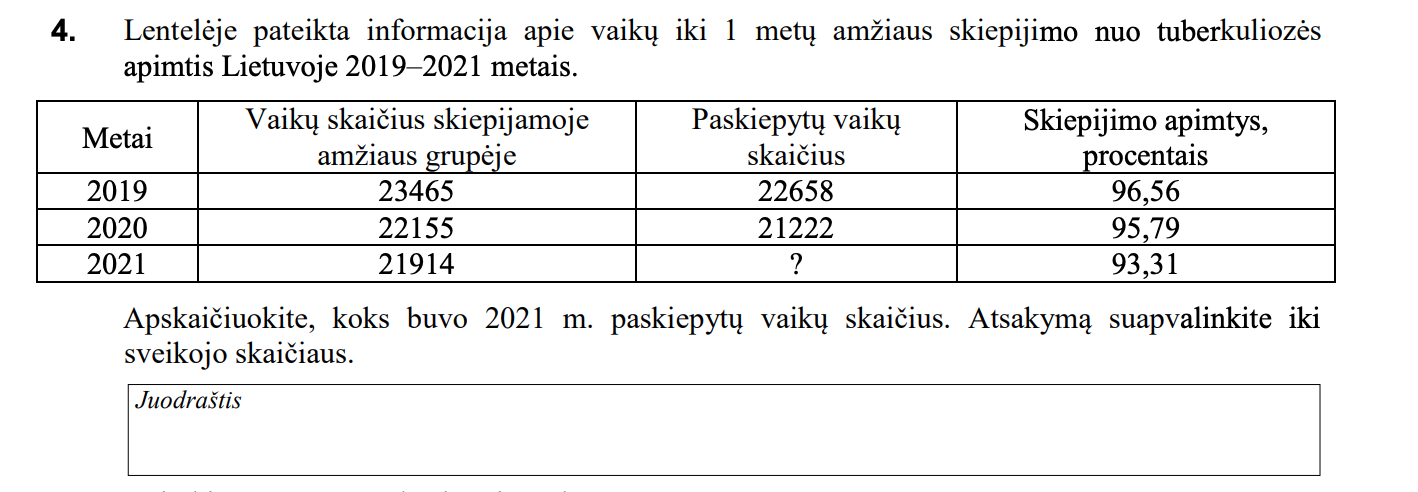 4. Lentelėje pateikta informacija apie vaikų iki 1 metų amžiaus skiepijimo nuo tuberkuliozės
apimtis Lietuvoje 2019–2021 metais.
Metai Vaikų skaičius skiepijamoje amžiaus grupėje Paskiepytų vaikų skaičius Skiepijimo apimtys, procentais
2019 23465 22658 96,56
2020 22155 21222 95,79
2021 21914 ? 93,31
Apskaičiuokite, koks buvo 2021 m. paskiepytų vaikų skaičius. Atsakymą suapvalinkite iki
sveikojo skaičiaus.
Juodraštis